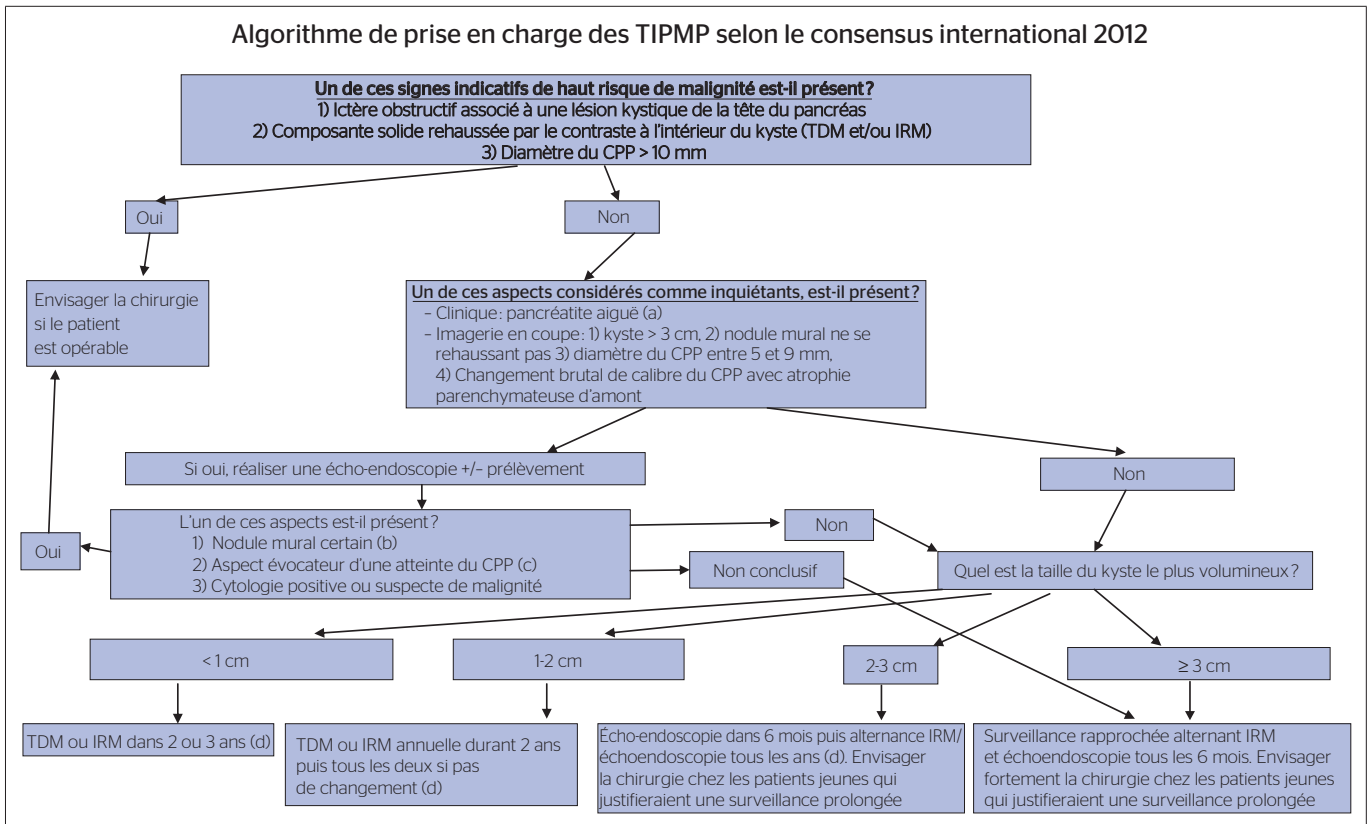 Algorithme de prise en charge des TIPMP selon le consensus international 2012
Un de ces signes indicatifs de haut risque de malignité est-il présent?
1) Ictère obstructif associé à une lésion kystique de la tête du pancréas
2) Composante solide rehaussée par le contraste à l'intérieur du kyste (TDM et/ou IRM)
3) Diamètre du CPP > 10 mm
Oui
Non
Envisager la chirurgie
si le patient
est opérable
Un de ces aspects considérés comme inquiétants, est-il présent?
– Clinique: pancréatite aiguë (a)
– Imagerie en coupe: 1) kyste > 3 cm, 2) nodule mural ne se
rehaussant pas 3) diamètre du CPP entre 5 et 9 mm,
4) Changement brutal de calibre du CPP avec atrophie
parenchymateuse d'amont
Si oui, réaliser une écho-endoscopie +/– prélèvement
Non
L'un de ces aspects est-il présent?
1) Nodule mural certain (b)
2) Aspect évocateur d'une atteinte du CPP (c)
3) Cytologie positive ou suspecte de malignité
Oui
Non
Non conclusif
Quel est la taille du kyste le plus volumineux?
< 1 cm
1-2 cm
2-3 cm
≥ 3 cm
TDM ou IRM dans 2 ou 3 ans (d)
TDM ou IRM annuelle durant 2 ans
puis tous les deux si pas
de changement (d)
Écho-endoscopie dans 6 mois puis alternance IRM/
échoendoscopie tous les ans (d). Envisager
la chirurgie chez les patients jeunes qui
justifieraient une surveillance prolongée
Surveillance rapprochée alternant IRM
et échoendoscopie tous les 6 mois. Envisager
fortement la chirurgie chez les patients jeunes
qui justifieraient une surveillance prolongée